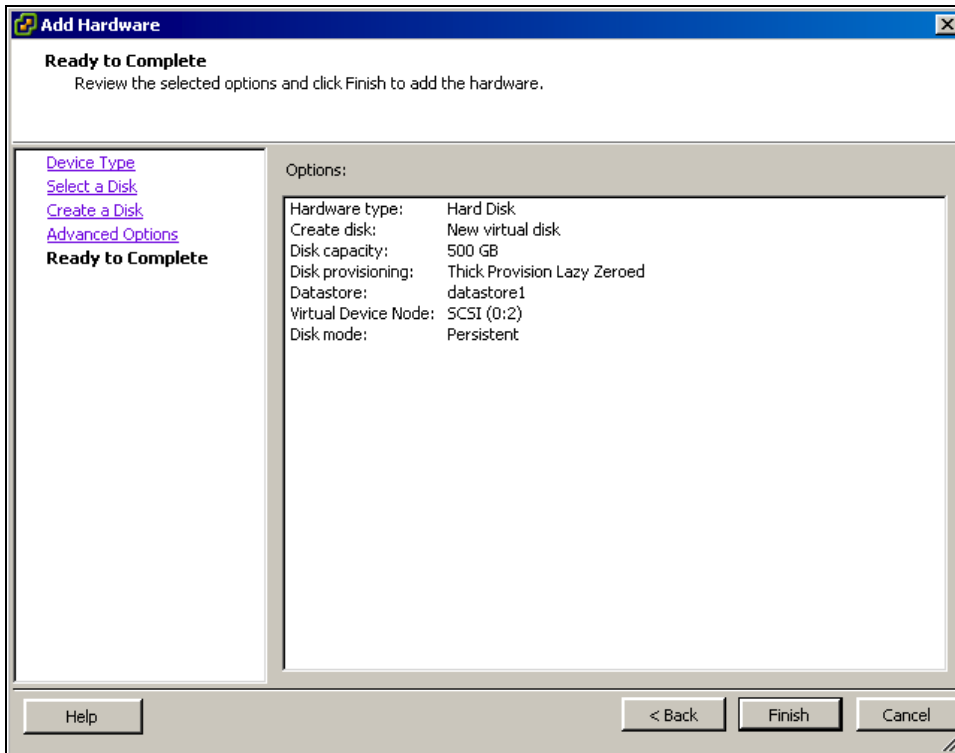 Add Hardware
Ready to Complete
Review the selected options and click Finish to add the hardware.
Device Type
Select a Disk
Create a Disk
Advanced Options
Ready to Complete
Options:
Hardware type: Hard Disk
Create disk: New virtual disk
Disk capacity: 500 GB
Disk provisioning: Thick Provision Lazy Zeroed
Datastore: datastore1
Virtual Device Node: SCSI (0:2)
Disk mode: Persistent
Help
< Back
Finish
Cancel